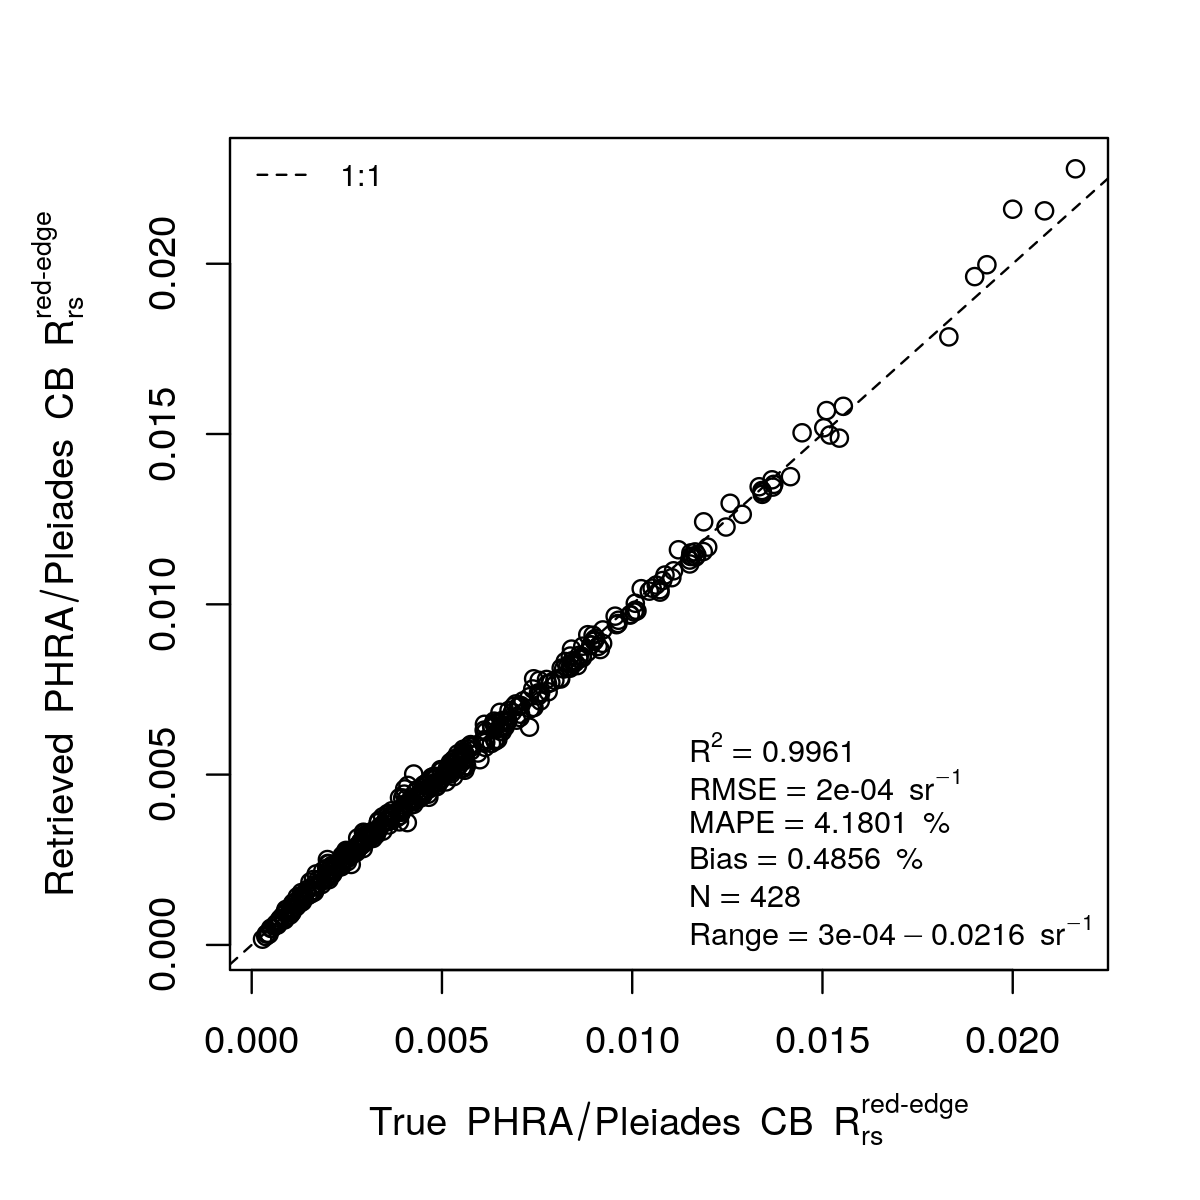 1:1
Retrieved PHRA/Pleiades CB R_rs^red-edge
0.020
0.015
0.010
0.005
0.000
R² = 0.9961
RMSE = 2e-04 sr⁻¹
MAPE = 4.1801 %
Bias = 0.4856 %
N = 428
Range = 3e-04 – 0.0216 sr⁻¹
0.000 0.005 0.010 0.015 0.020
True PHRA/Pleiades CB R_rs^red-edge